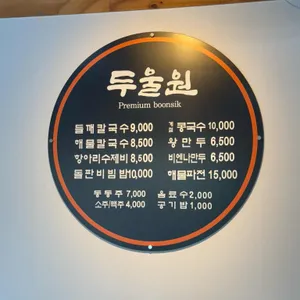 두울원
Premium boonsik
들깨칼국수 9,000
해물칼국수 8,500
항아리수제비 8,500
돌판비빔밥 10,000
계절 콩국수 10,000
왕만두 6,500
비엔나만두 6,500
해물파전 15,000
동동주 7,000
소주/맥주 4,000
음료수 2,000
공기밥 1,000